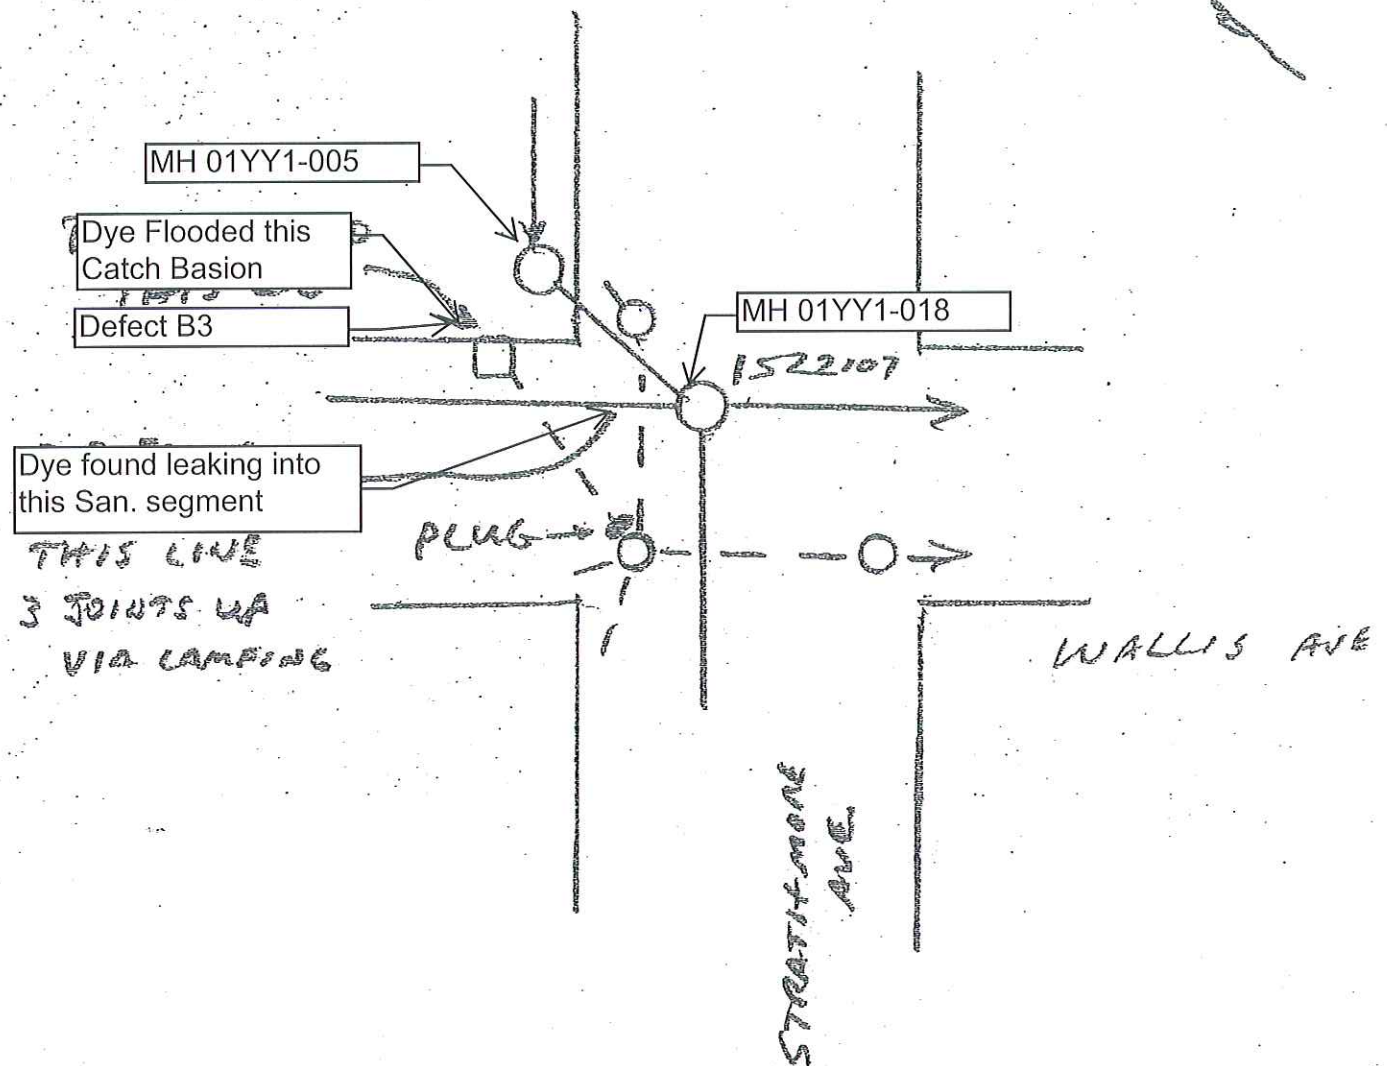 MH 01YY1-005
Dye Flooded this
Catch Basion
Defect B3
MH 01YY1-018
1522107
Dye found leaking into
this San. segment
THIS LINE
3 JOINTS UP
VIA LAMPING
PLUG
WALLIS AVE
STRATHMORE
AVE